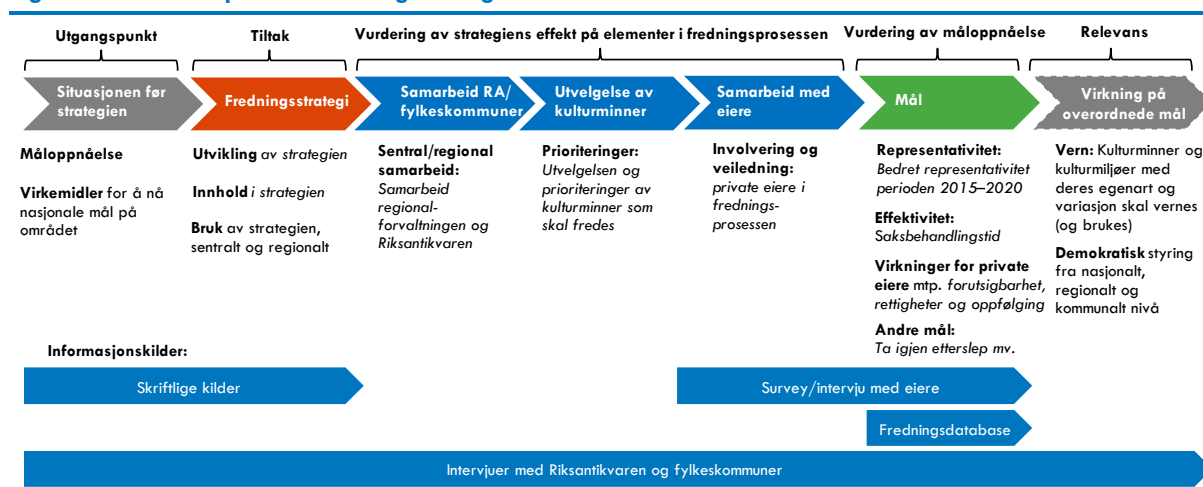 Utgangspunkt
Tiltak
Vurdering av strategiens effekt på elementer i fredningsprosessen
Vurdering av måloppnåelse
Relevans
Situasjonen før
strategien
Fredningsstrategi
Samarbeid RA/
fylkeskommuner
Utvelgelse av
kulturminner
Samarbeid med
eiere
Mål
Virkning på
overordnede mål
Måloppnåelse
Virkemidler for å nå
nasjonale mål på
området
Utvikling av strategien
Innhold i strategien
Bruk av strategien,
sentralt og regionalt
Sentral/regional
samarbeid:
Samarbeid
regional-
forvaltningen og
Riksantikvaren
Prioriteringer:
Utvelgelsen og
prioriteringer av
kulturminner som
skal fredes
Involvering og
veiledning:
private eiere i
frednings-
prosessen
Representativitet:
Bedret representativitet
perioden 2015–2020
Effektivitet:
Saksbehandlingstid
Virkninger for private
eiere mtp. forutsigbarhet,
rettigheter og oppfølging
Andre mål:
Ta igjen etterslep mv.
Vern: Kulturminner og
kulturmiljøer med
deres egenart og
variasjon skal vernes
(og brukes)
Demokratisk styring
fra nasjonalt,
regionalt og
kommunalt nivå
Informasjonskilder:
Skriftlige kilder
Survey/intervju med eiere
Fredningsdatabase
Intervjuer med Riksantikvaren og fylkeskommuner